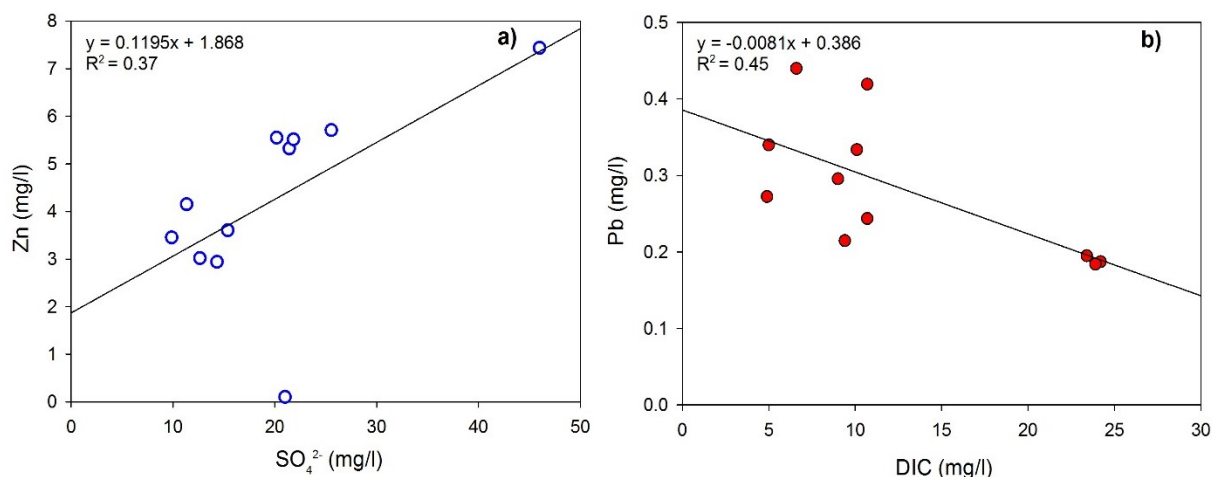 y = 0.1195x + 1.868
R² = 0.37
a)
8
7
6
5
4
3
2
1
0
Zn (mg/l)
0 10 20 30 40 50
SO₄²⁻ (mg/l)
y = -0.0081x + 0.386
R² = 0.45
b)
0.5
0.4
0.3
0.2
0.1
0.0
Pb (mg/l)
0 5 10 15 20 25 30
DIC (mg/l)